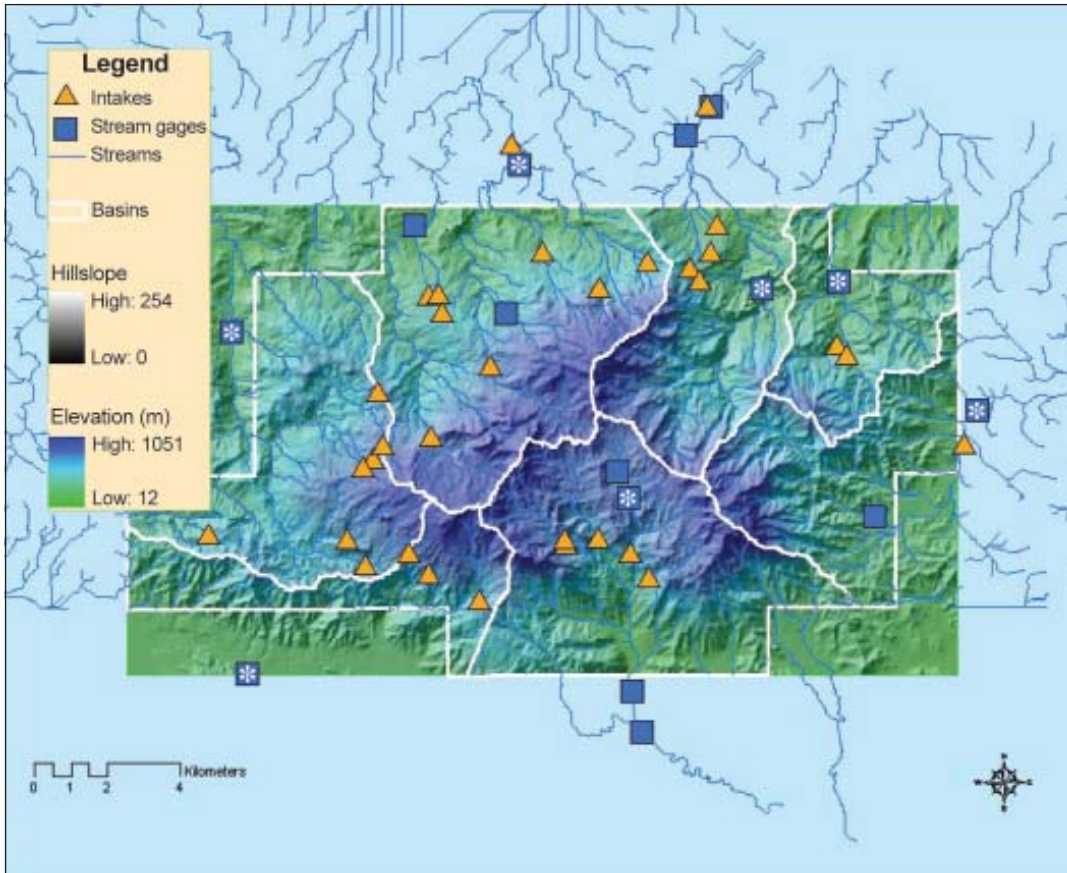 Legend
Intakes
Stream gages
Streams
Basins
Hillslope
High: 254
Low: 0
Elevation (m)
High: 1051
Low: 12
Kilometers
0 1 2 4
N
W E
S